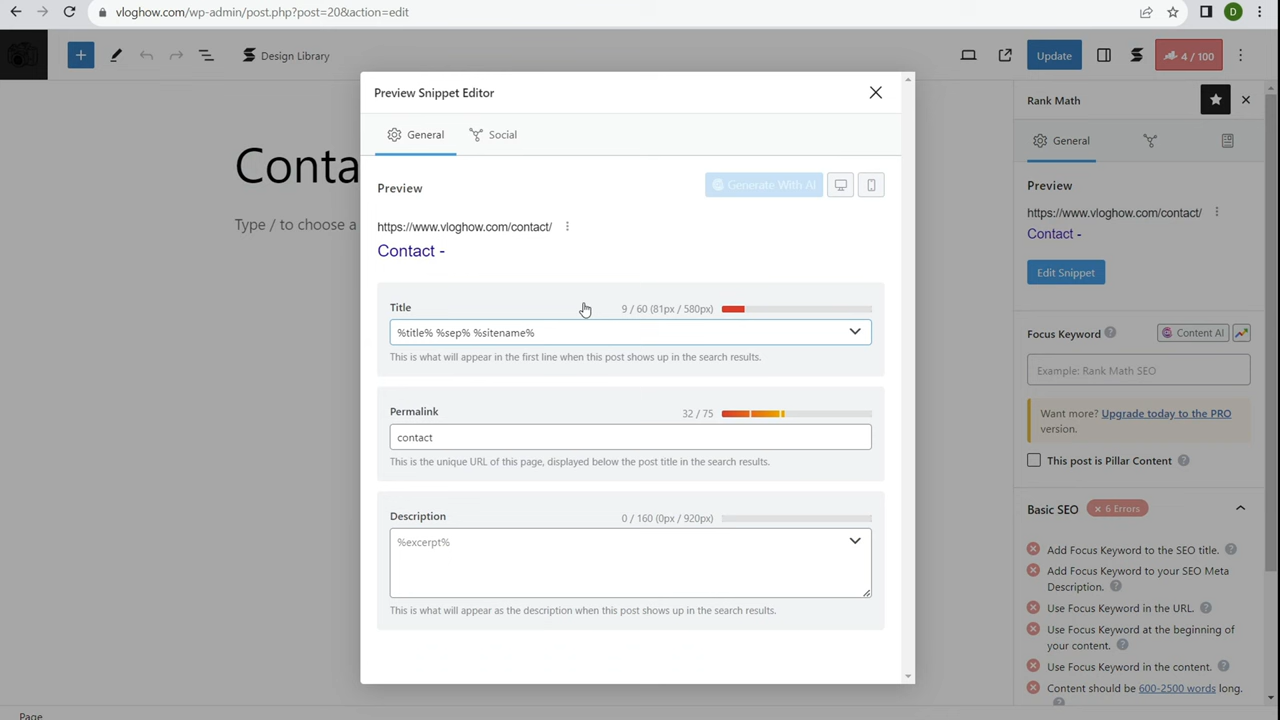 vloghow.com/wp-admin/post.php?post=20&action=edit
D
+
Design Library
Update
4 / 100
Preview Snippet Editor
General
Social
Preview
Generate With AI
https://www.vloghow.com/contact/
Contact -
Title
9 / 60 (81px / 580px)
%title% %sep% %sitename%
This is what will appear in the first line when this post shows up in the search results.
Permalink
32 / 75
contact
This is the unique URL of this page, displayed below the post title in the search results.
Description
0 / 160 (0px / 920px)
%excerpt%
This is what will appear as the description when this post shows up in the search results.
Conta
Type / to choose a
Rank Math
General
Preview
https://www.vloghow.com/contact/
Contact -
Edit Snippet
Focus Keyword
Content AI
Example: Rank Math SEO
Want more? Upgrade today to the PRO
version.
This post is Pillar Content
Basic SEO
× 6 Errors
Add Focus Keyword to the SEO title.
Add Focus Keyword to your SEO Meta
Description.
Use Focus Keyword in the URL.
Use Focus Keyword at the beginning of
your content.
Use Focus Keyword in the content.
Content should be 600-2500 words long.
Page